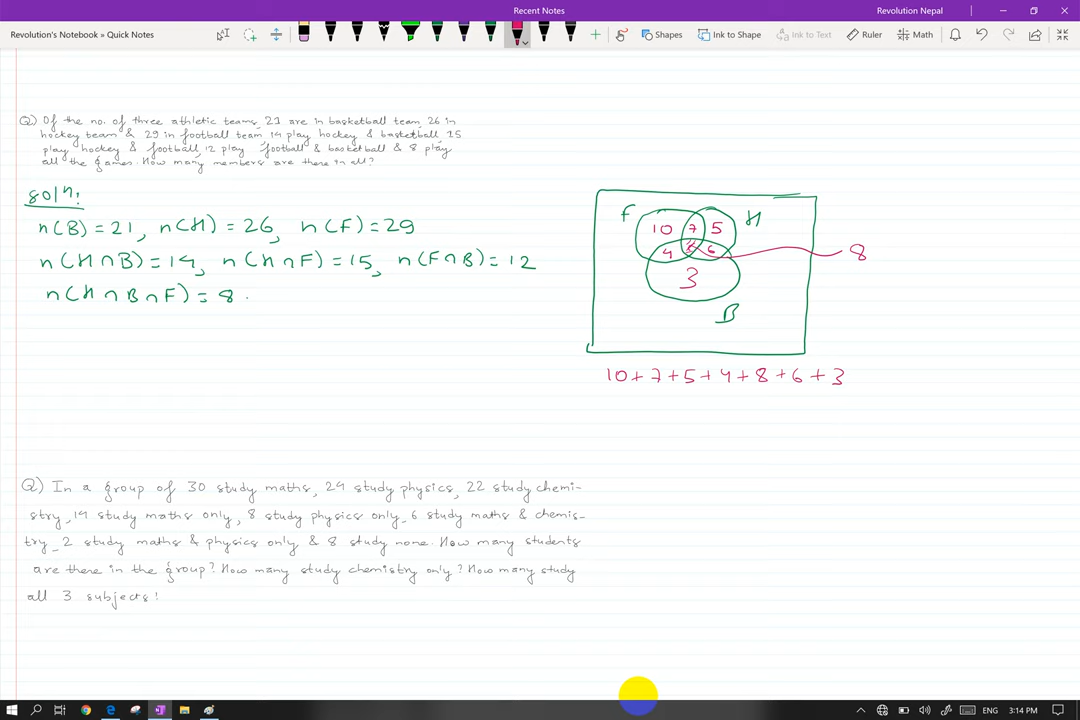 Recent Notes
Revolution Nepal
Revolution's Notebook » Quick Notes
Shapes
Ink to Shape
Ink to Text
Ruler
Math
Q) Of the no. of three athletic teams, 21 are in basketball team, 26 in
hockey team & 29 in football team, 14 play hockey & basketball, 15
play hockey & football, 12 play football & basketball & 8 play
all the games. How many members are there in all?
Soln:
n(B) = 21, n(H) = 26, n(F) = 29
n(H ∩ B) = 14, n(H ∩ F) = 15, n(F ∩ B) = 12
n(H ∩ B ∩ F) = 8.
F
H
10
7
5
4
8
6
8
3
B
10 + 7 + 5 + 4 + 8 + 6 + 3
Q) In a group of 30 study maths, 24 study physics, 22 study chemi-
stry, 14 study maths only, 8 study physics only, 6 study maths & chemis-
try, 2 study maths & physics only & 8 study none. How many students
are there in the group? How many study chemistry only? How many study
all 3 subjects!
ENG
3:14 PM